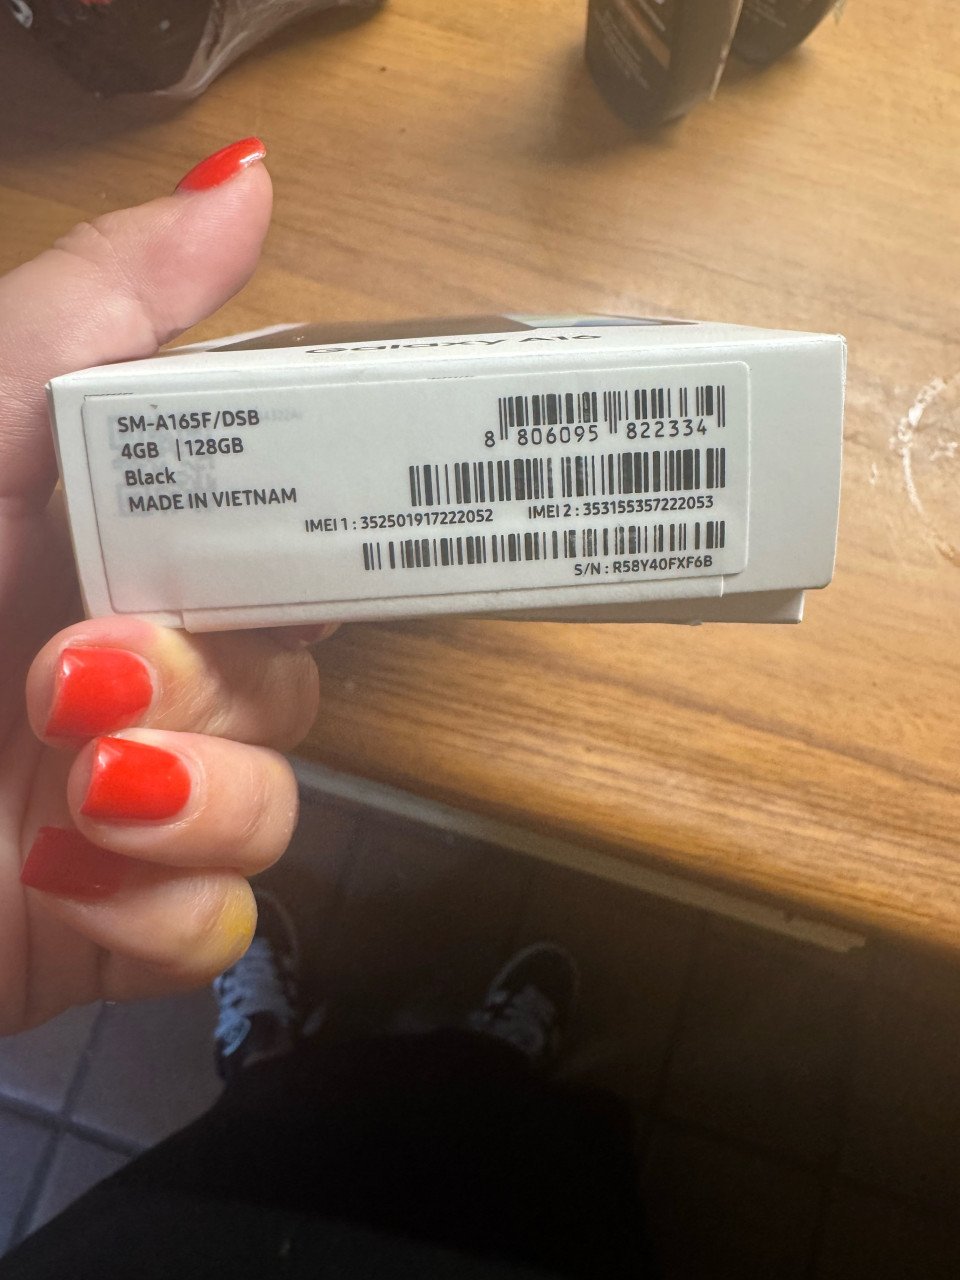 Galaxy A16
SM-A165F/DSB
4GB | 128GB
Black
MADE IN VIETNAM
8 806095 822334
IMEI 1 : 352501917222052 IMEI 2 : 353155357222053
S/N : R58Y40FXF6B